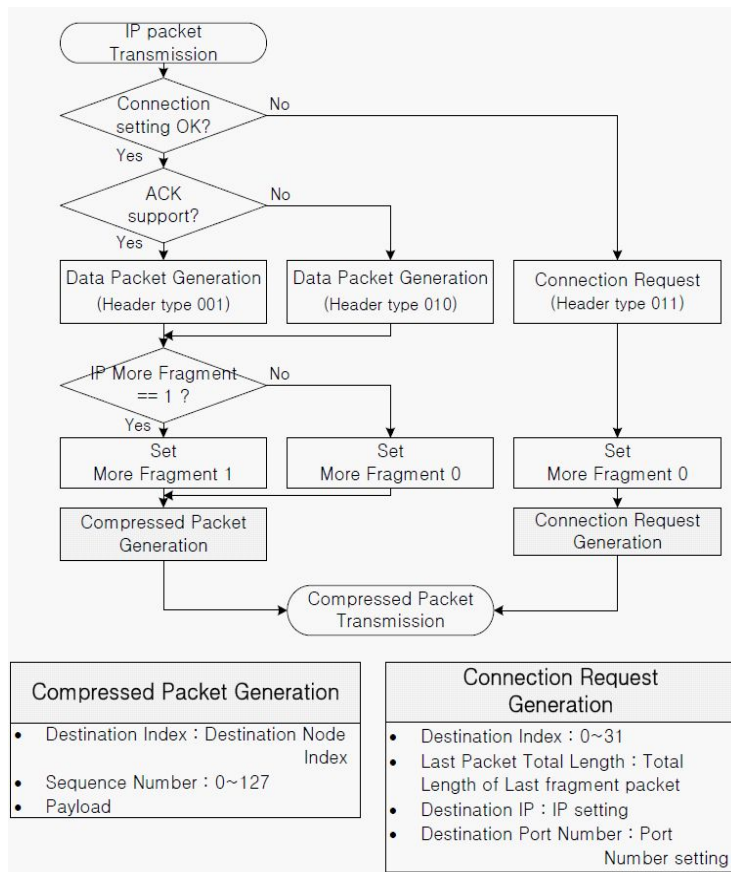 IP packet
Transmission
Connection
setting OK?
No
Yes
ACK
support?
No
Yes
Data Packet Generation
(Header type 001)
Data Packet Generation
(Header type 010)
Connection Request
(Header type 011)
IP More Fragment
== 1 ?
No
Yes
Set
More Fragment 1
Set
More Fragment 0
Set
More Fragment 0
Compressed Packet
Generation
Connection Request
Generation
Compressed Packet
Transmission
Compressed Packet Generation
• Destination Index : Destination Node
Index
• Sequence Number : 0~127
• Payload
Connection Request
Generation
• Destination Index : 0~31
• Last Packet Total Length : Total
Length of Last fragment packet
• Destination IP : IP setting
• Destination Port Number : Port
Number setting